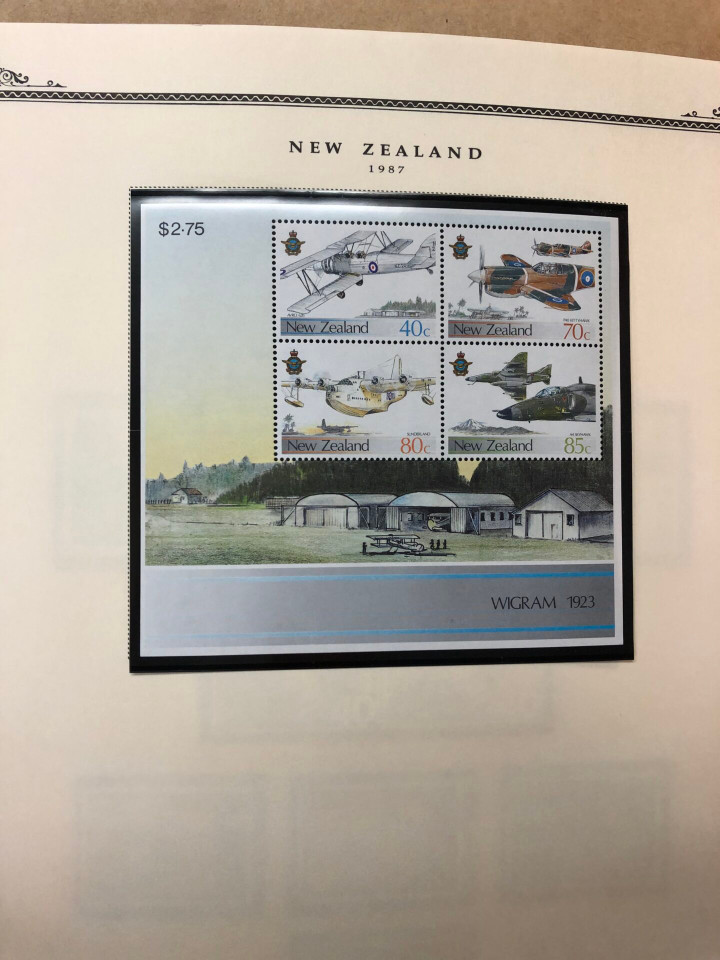 NEW ZEALAND
1987
$2·75
New Zealand 40c
New Zealand 70c
SUNDERLAND
New Zealand 80c
New Zealand 85c
WIGRAM 1923